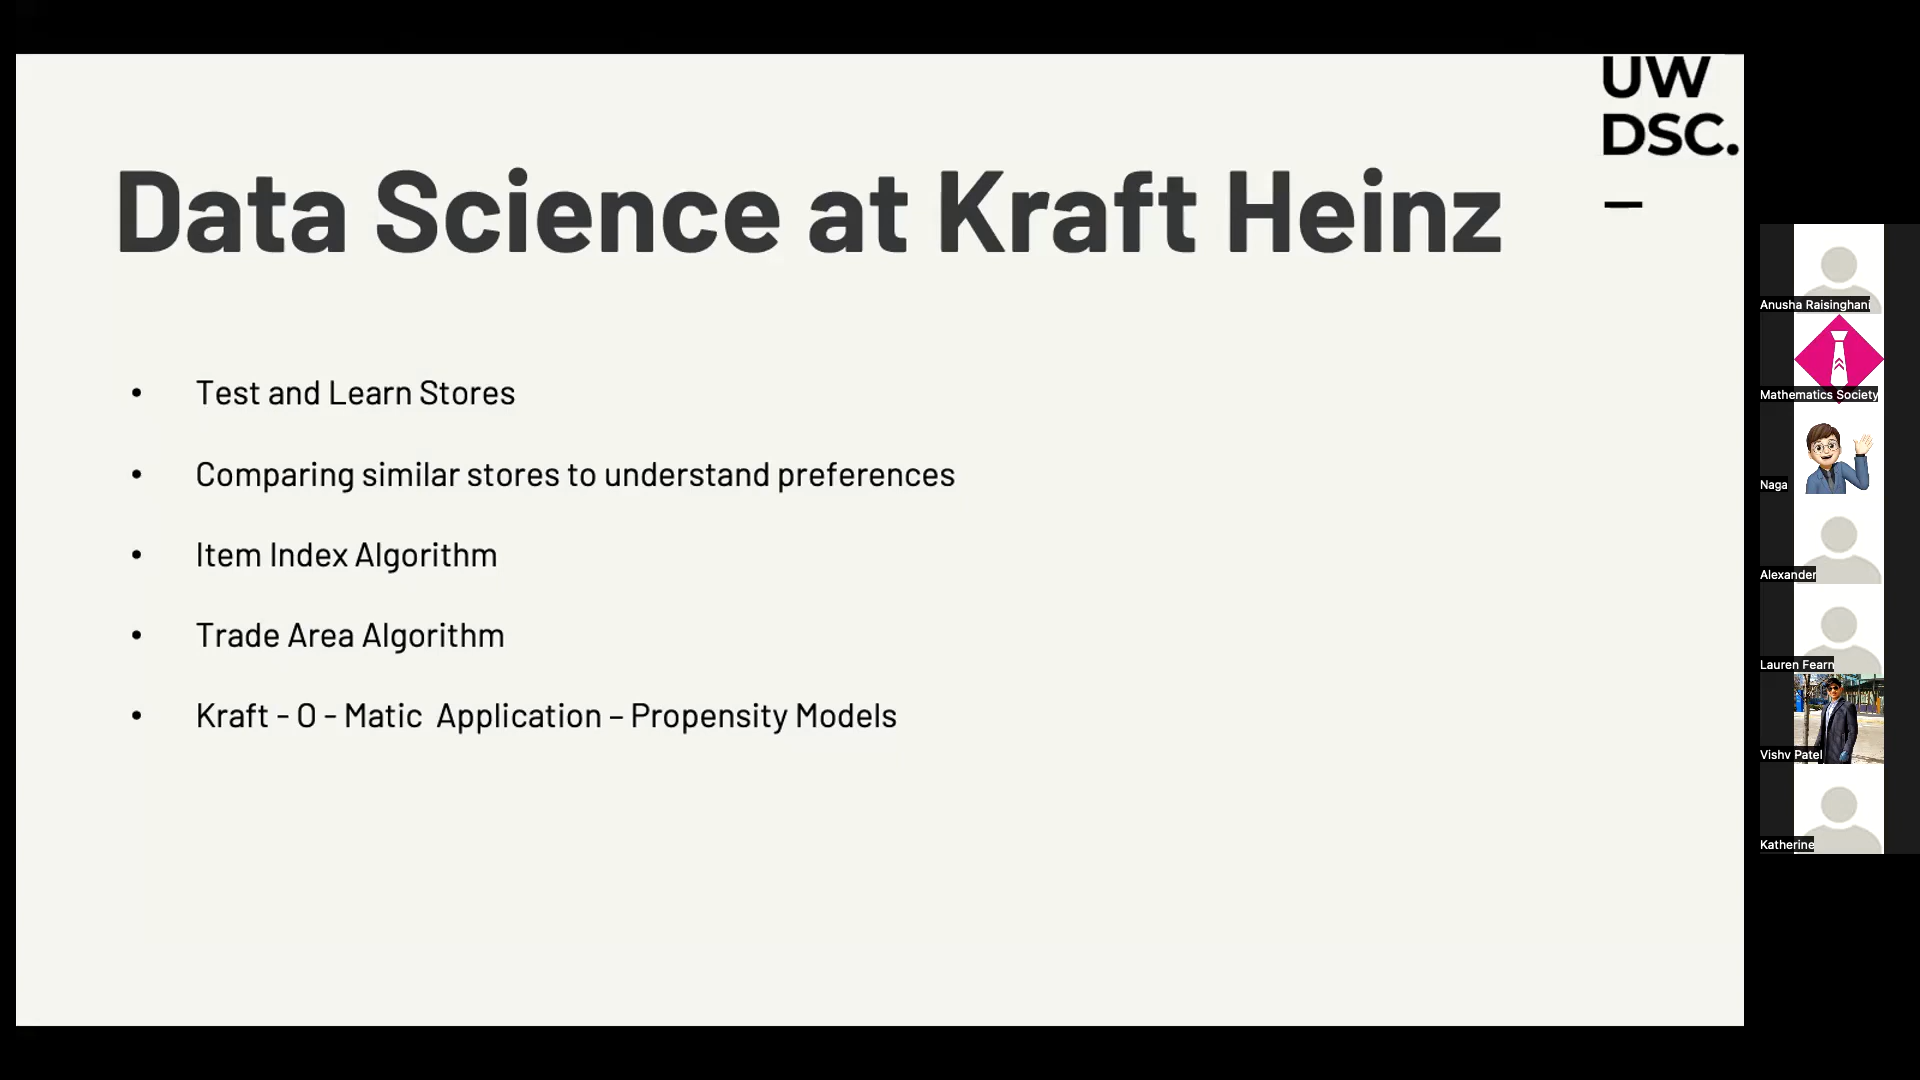 UW
DSC.
Data Science at Kraft Heinz
• Test and Learn Stores
• Comparing similar stores to understand preferences
• Item Index Algorithm
• Trade Area Algorithm
• Kraft - O - Matic  Application – Propensity Models
Anusha Raisinghani
Mathematics Society
Naga
Alexander
Lauren Fearn
Vishv Patel
Katherine